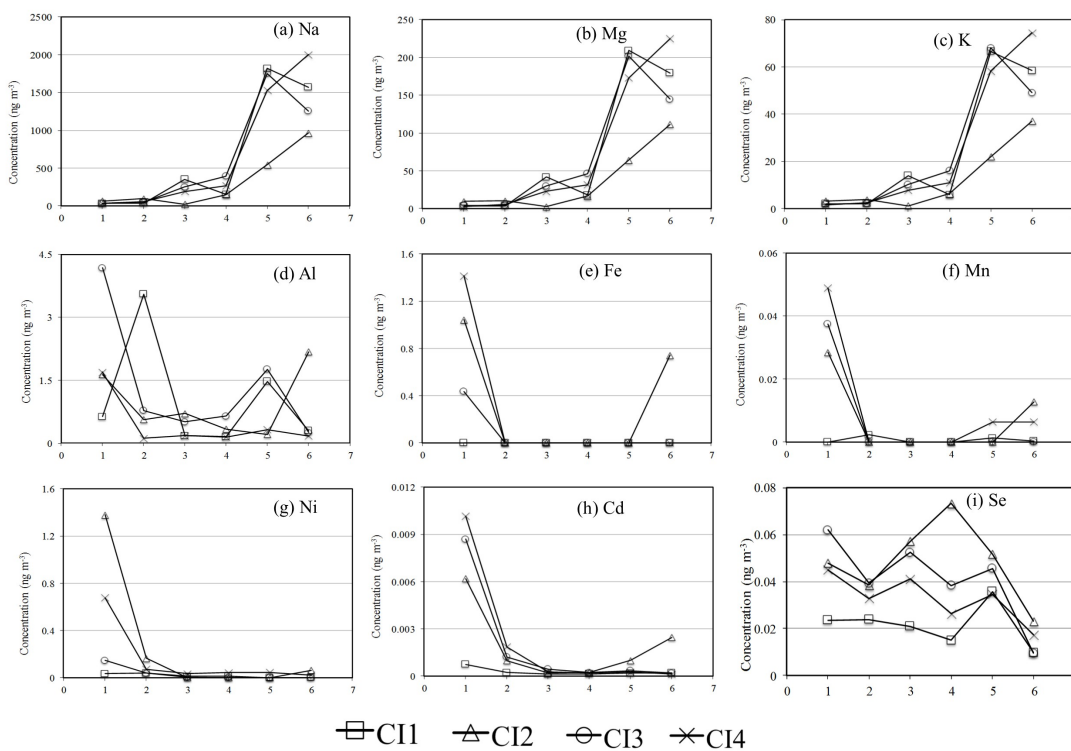 (a) Na
Concentration (ng m⁻³)
2500
2000
1500
1000
500
0
0 1 2 3 4 5 6 7
(b) Mg
Concentration (ng m⁻³)
250
200
150
100
50
0
0 1 2 3 4 5 6 7
(c) K
Concentration (ng m⁻³)
80
60
40
20
0
0 1 2 3 4 5 6 7
(d) Al
Concentration (ng m⁻³)
4.5
3
1.5
0
0 1 2 3 4 5 6 7
(e) Fe
Concentration (ng m⁻³)
1.6
1.2
0.8
0.4
0
0 1 2 3 4 5 6 7
(f) Mn
Concentration (ng m⁻³)
0.06
0.04
0.02
0
0 1 2 3 4 5 6
(g) Ni
Concentration (ng m⁻³)
1.6
1.2
0.8
0.4
0
0 1 2 3 4 5 6 7
(h) Cd
Concentration (ng m⁻³)
0.012
0.009
0.006
0.003
0
0 1 2 3 4 5 6 7
(i) Se
Concentration (ng m⁻³)
0.08
0.06
0.04
0.02
0
0 1 2 3 4 5 6
CI1 CI2 CI3 CI4